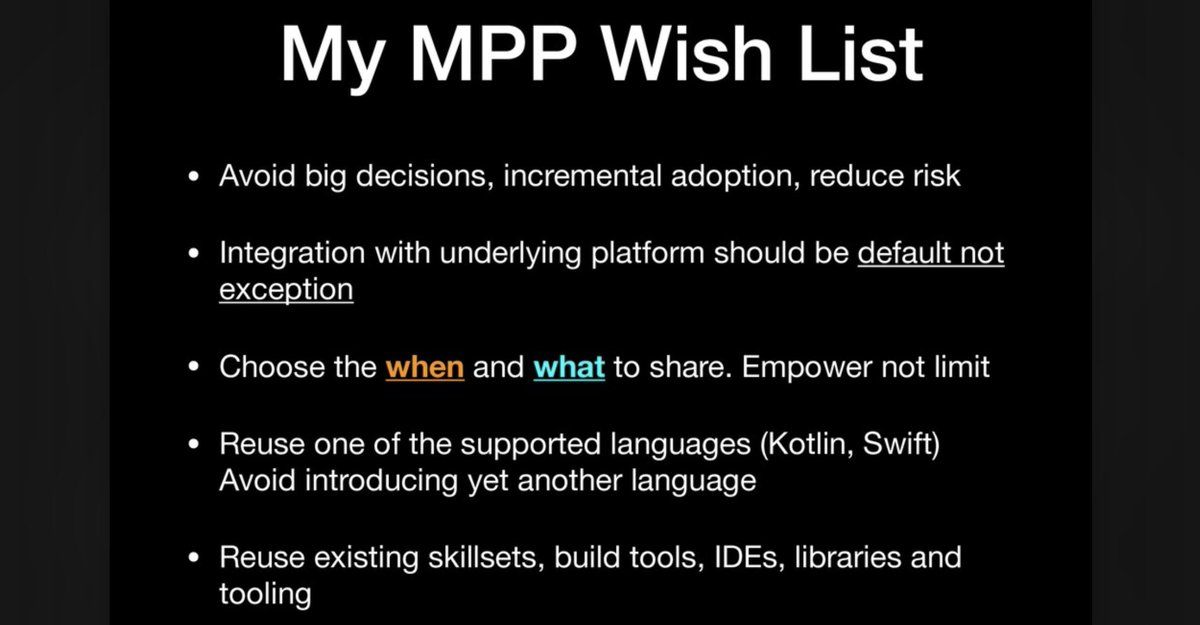 My MPP Wish List
• Avoid big decisions, incremental adoption, reduce risk
• Integration with underlying platform should be default not
exception
• Choose the when and what to share. Empower not limit
• Reuse one of the supported languages (Kotlin, Swift)
Avoid introducing yet another language
• Reuse existing skillsets, build tools, IDEs, libraries and
tooling